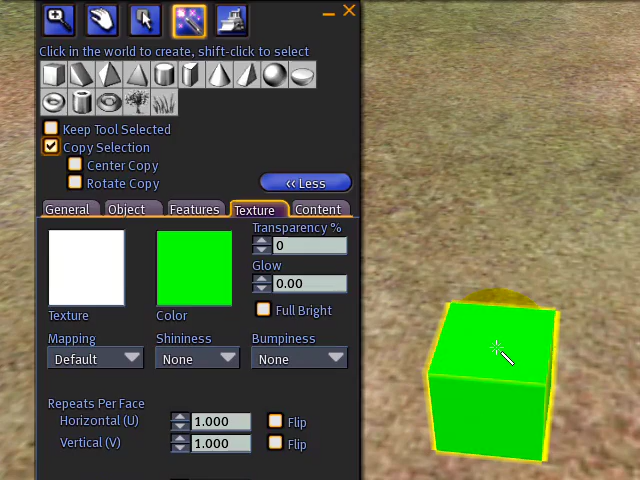 Click in the world to create, shift-click to select
Keep Tool Selected
Copy Selection
Center Copy
Rotate Copy
‹‹ Less
General Object Features Texture Content
Transparency %
0
Glow
0.00
Full Bright
Texture Color
Mapping Shininess Bumpiness
Default None None
Repeats Per Face
Horizontal (U) 1.000 Flip
Vertical (V) 1.000 Flip